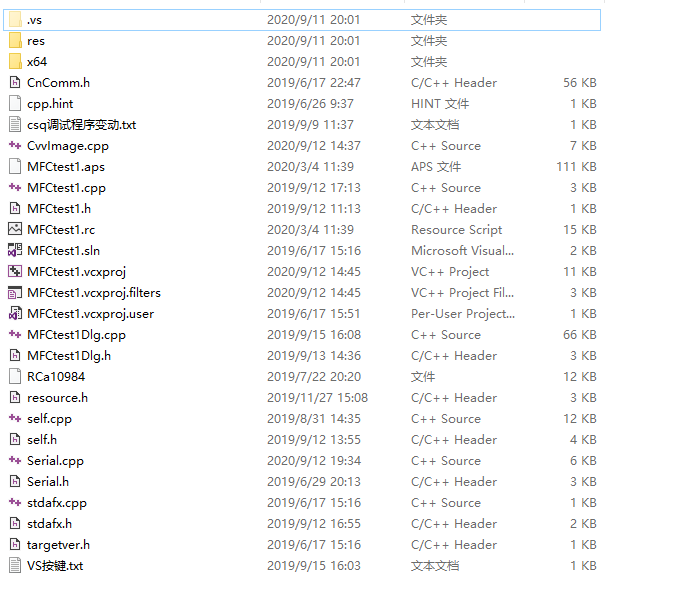 .vs 2020/9/11 20:01 文件夹
res 2020/9/11 20:01 文件夹
x64 2020/9/11 20:01 文件夹
CnComm.h 2019/6/17 22:47 C/C++ Header 56 KB
cpp.hint 2019/6/26 9:37 HINT 文件 1 KB
csq调试程序变动.txt 2019/9/9 11:37 文本文档 1 KB
CvvImage.cpp 2020/9/12 14:37 C++ Source 7 KB
MFCtest1.aps 2020/3/4 11:39 APS 文件 111 KB
MFCtest1.cpp 2019/9/12 17:13 C++ Source 3 KB
MFCtest1.h 2019/9/12 11:13 C/C++ Header 1 KB
MFCtest1.rc 2020/3/4 11:39 Resource Script 15 KB
MFCtest1.sln 2019/6/17 15:16 Microsoft Visual... 2 KB
MFCtest1.vcxproj 2020/9/12 14:45 VC++ Project 11 KB
MFCtest1.vcxproj.filters 2020/9/12 14:45 VC++ Project Fil... 3 KB
MFCtest1.vcxproj.user 2019/6/17 15:51 Per-User Project... 1 KB
MFCtest1Dlg.cpp 2019/9/15 16:08 C++ Source 66 KB
MFCtest1Dlg.h 2019/9/13 14:36 C/C++ Header 3 KB
RCa10984 2019/7/22 20:20 文件 12 KB
resource.h 2019/11/27 15:08 C/C++ Header 3 KB
self.cpp 2019/8/31 14:35 C++ Source 12 KB
self.h 2019/9/12 13:55 C/C++ Header 4 KB
Serial.cpp 2020/9/12 19:34 C++ Source 6 KB
Serial.h 2019/6/29 20:13 C/C++ Header 3 KB
stdafx.cpp 2019/6/17 15:16 C++ Source 1 KB
stdafx.h 2019/9/12 16:55 C/C++ Header 2 KB
targetver.h 2019/6/17 15:16 C/C++ Header 1 KB
VS按键.txt 2019/9/15 16:03 文本文档 1 KB